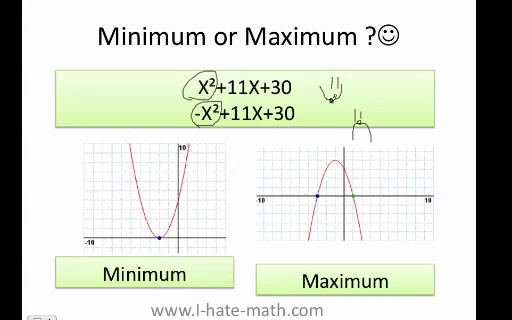 Minimum or Maximum ?☺
X²+11X+30
-X²+11X+30
10
-10
-10
10
Minimum
Maximum
www.I-hate-math.com